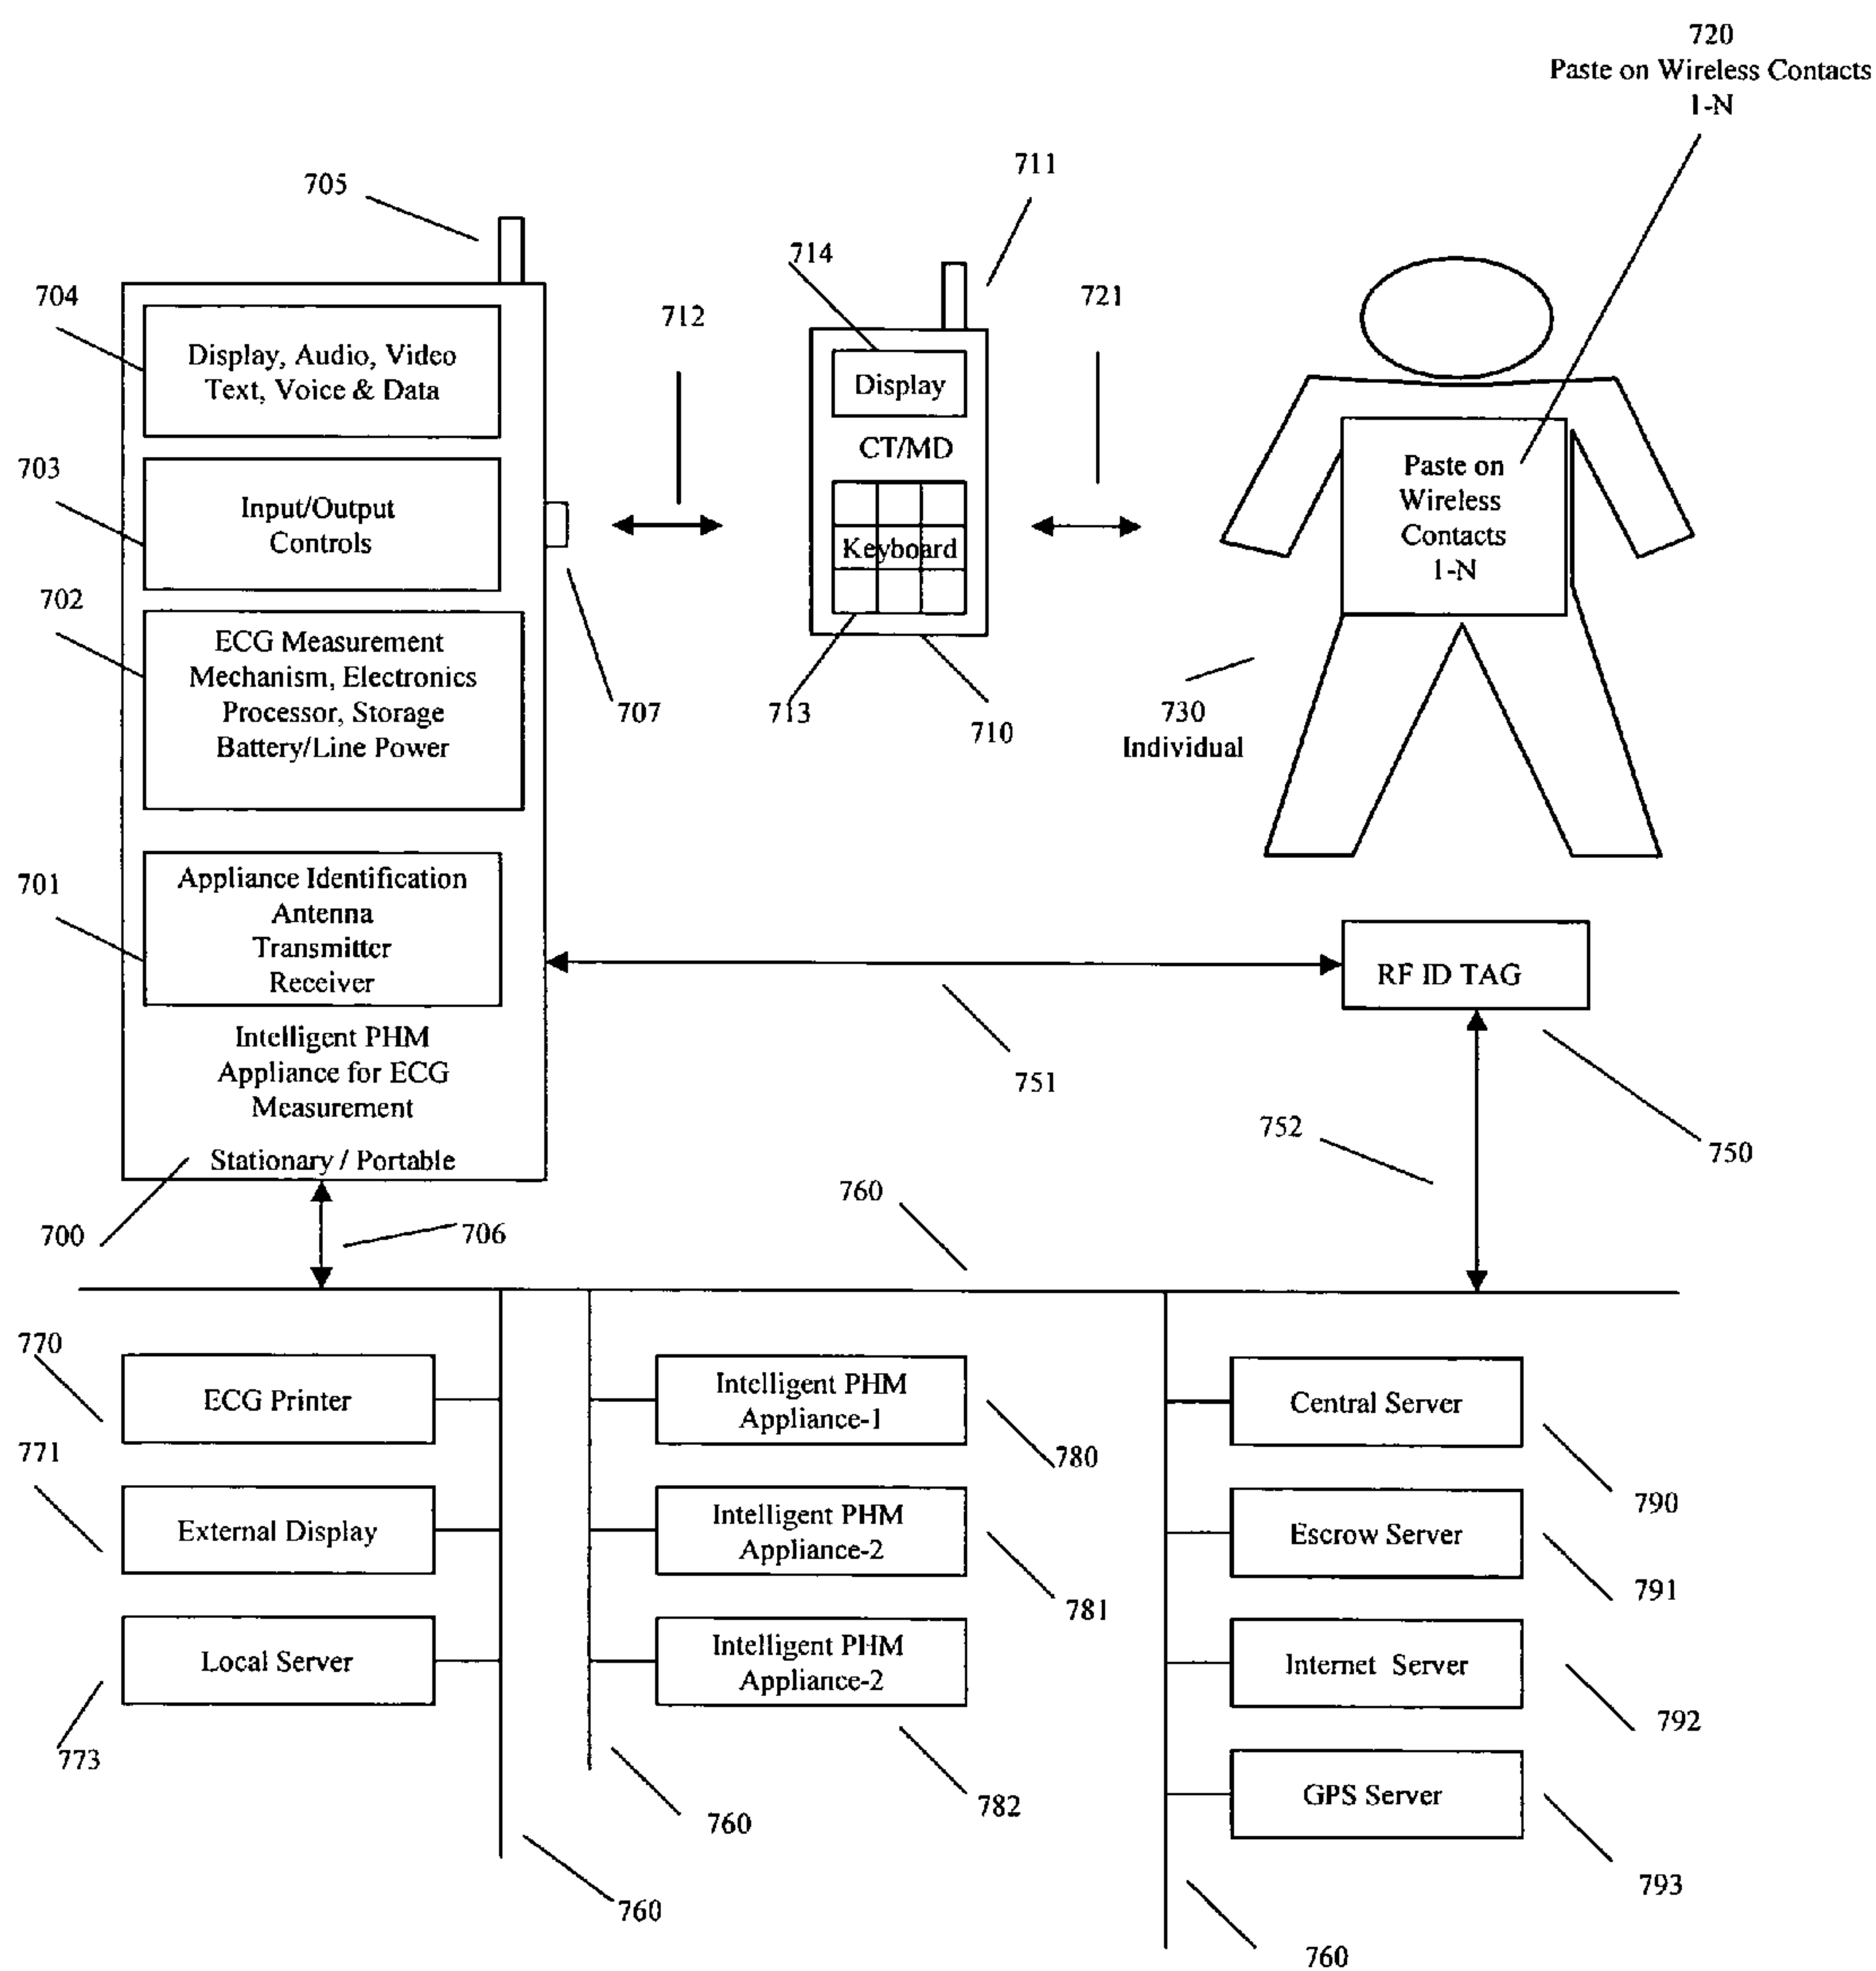 720
Paste on Wireless Contacts
1-N
705
711
714
704
712
721
Display, Audio, Video
Text, Voice & Data
Display
CT/MD
703
Input/Output
Controls
Keyboard
Paste on
Wireless
Contacts
1-N
702
ECG Measurement
Mechanism, Electronics
Processor, Storage
Battery/Line Power
707
713
710
730
Individual
701
Appliance Identification
Antenna
Transmitter
Receiver
RF ID TAG
Intelligent PHM
Appliance for ECG
Measurement
751
752
750
Stationary / Portable
700
706
760
770
ECG Printer
Intelligent PHM
Appliance-1
Central Server
771
780
790
External Display
Intelligent PHM
Appliance-2
Escrow Server
781
791
Local Server
Intelligent PHM
Appliance-2
Internet Server
773
782
792
GPS Server
760
793
760
760